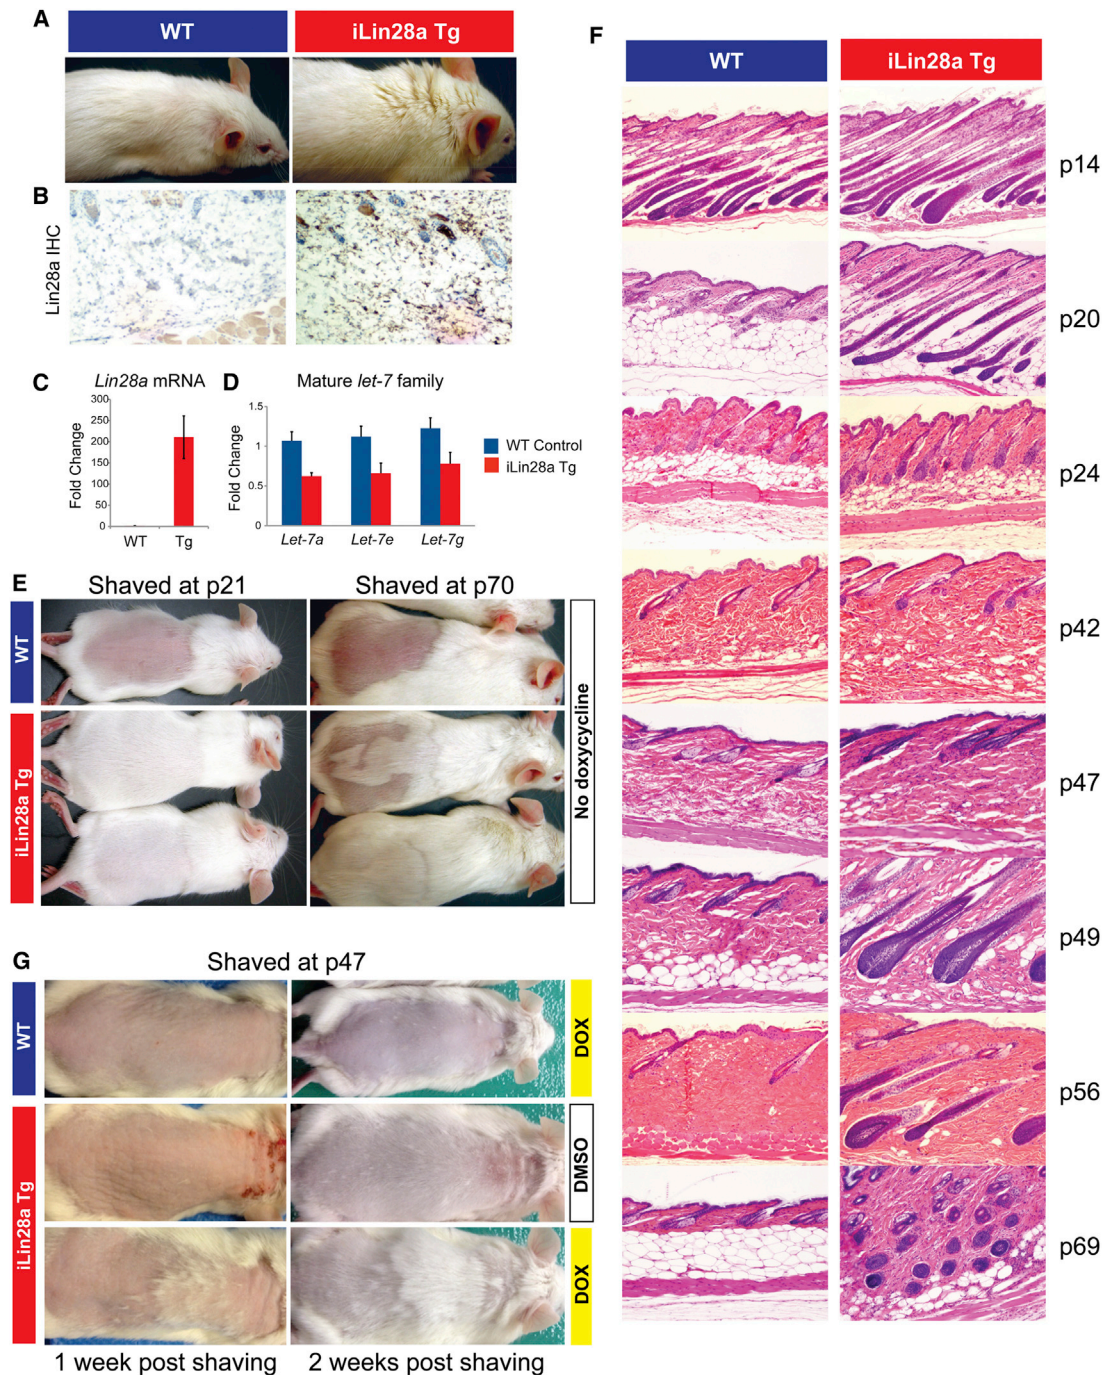 A
WT
iLin28a Tg
B
Lin28a IHC
C
Lin28a mRNA
Fold Change
300
250
200
150
100
50
0
WT
Tg
D
Mature let-7 family
Fold Change
1.5
1
0.5
0
Let-7a
Let-7e
Let-7g
WT Control
iLin28a Tg
E
Shaved at p21
Shaved at p70
WT
iLin28a Tg
No doxycycline
F
WT
iLin28a Tg
p14
p20
p24
p42
p47
p49
p56
p69
G
Shaved at p47
WT
iLin28a Tg
DOX
DMSO
DOX
1 week post shaving
2 weeks post shaving